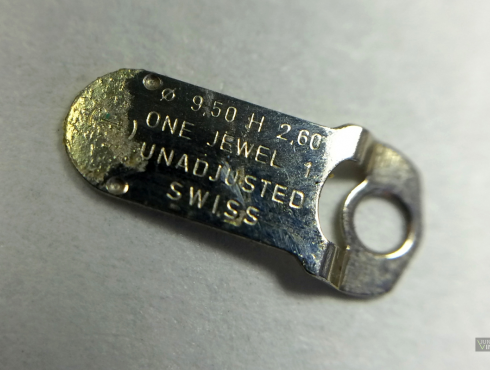 Ø 9,50 H 2,60
ONE JEWEL 1
UNADJUSTED
SWISS